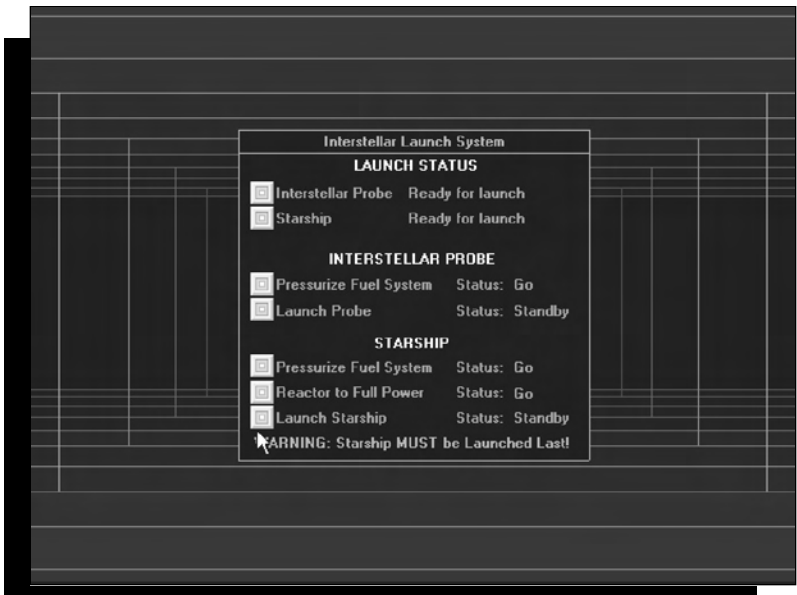 Interstellar Launch System
LAUNCH STATUS
Interstellar Probe Ready for launch
Starship Ready for launch
INTERSTELLAR PROBE
Pressurize Fuel System Status: Go
Launch Probe Status: Standby
STARSHIP
Pressurize Fuel System Status: Go
Reactor to Full Power Status: Go
Launch Starship Status: Standby
WARNING: Starship MUST be Launched Last!